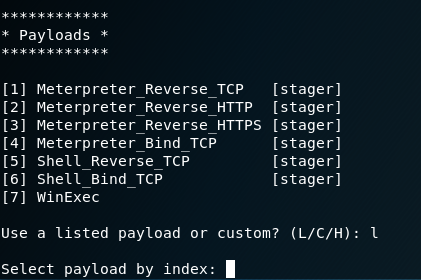 ************
* Payloads *
************
[1] Meterpreter_Reverse_TCP   [stager]
[2] Meterpreter_Reverse_HTTP  [stager]
[3] Meterpreter_Reverse_HTTPS [stager]
[4] Meterpreter_Bind_TCP      [stager]
[5] Shell_Reverse_TCP         [stager]
[6] Shell_Bind_TCP            [stager]
[7] WinExec
Use a listed payload or custom? (L/C/H): l
Select payload by index: